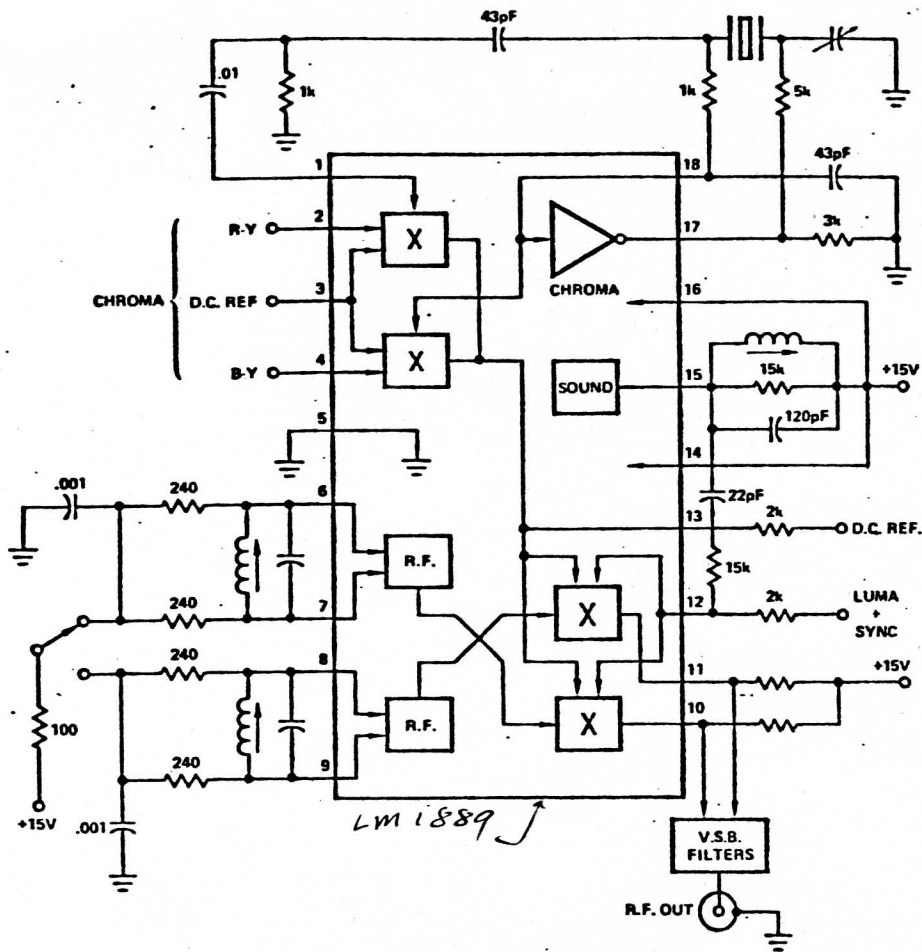 43pF
.01
1k
1k
5k
43pF
1
18
R-Y
2
X
17
3k
CHROMA
D.C. REF
3
CHROMA
16
B-Y
4
X
15k
+15V
SOUND
15
120pF
5
14
.001
240
6
22pF
13
2k
D.C. REF.
R.F.
15k
240
7
X
12
2k
LUMA
+
SYNC
240
8
11
+15V
100
R.F.
X
10
240
9
+15V
.001
LM1889
V.S.B.
FILTERS
R.F. OUT